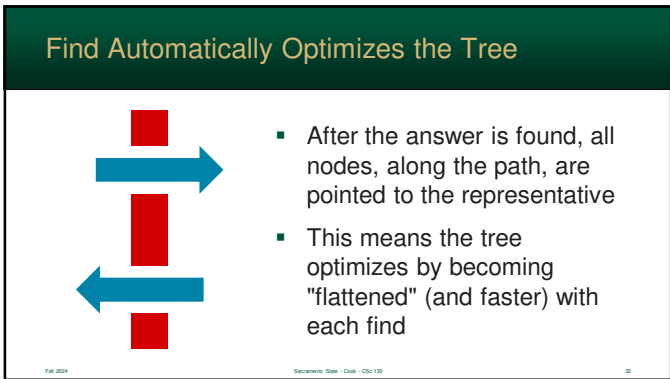 Find Automatically Optimizes the Tree
▪ After the answer is found, all
nodes, along the path, are
pointed to the representative
▪ This means the tree
optimizes by becoming
"flattened" (and faster) with
each find
Fall 2024
Sacramento State - Cook - CSc 130
32